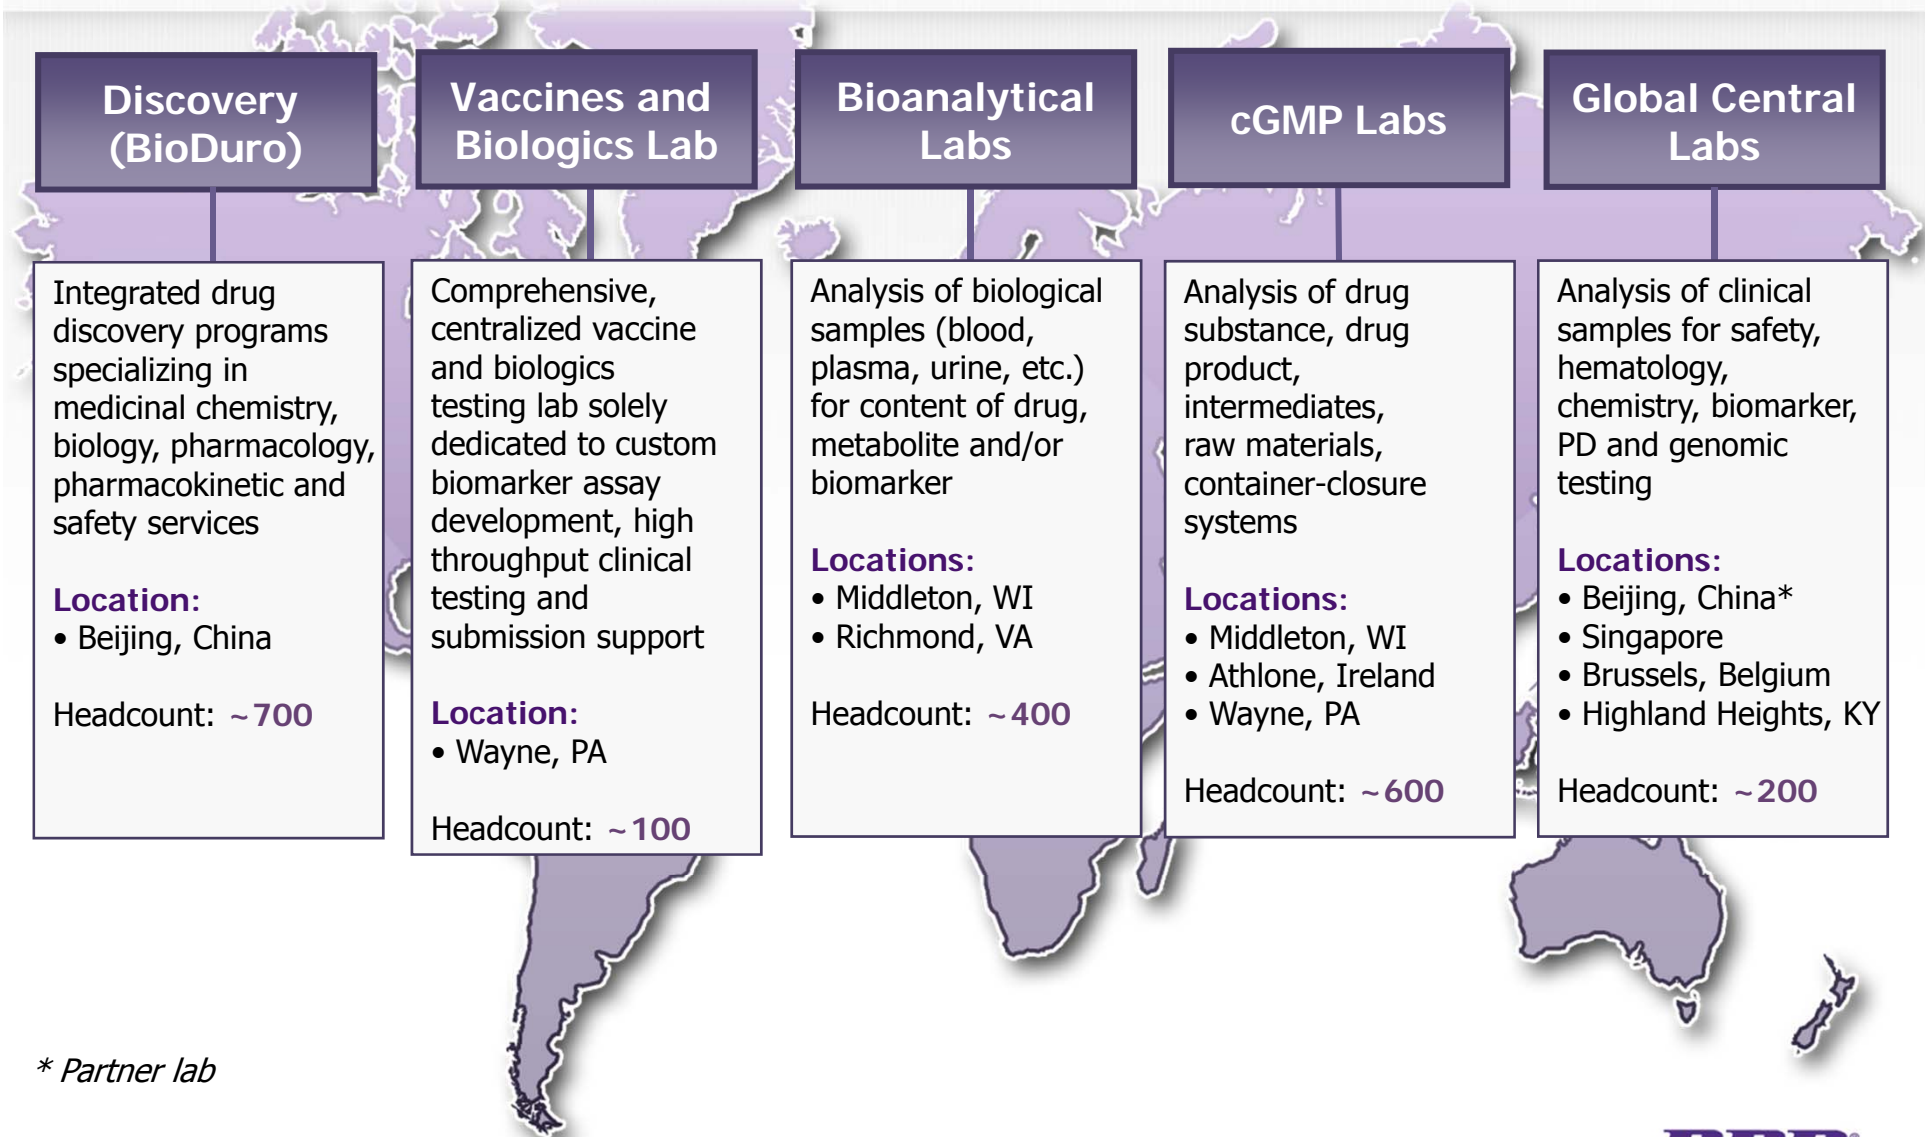 Discovery
(BioDuro)
Integrated drug
discovery programs
specializing in
medicinal chemistry,
biology, pharmacology,
pharmacokinetic and
safety services
Location:
• Beijing, China
Headcount: ~700
Vaccines and
Biologics Lab
Comprehensive,
centralized vaccine
and biologics
testing lab solely
dedicated to custom
biomarker assay
development, high
throughput clinical
testing and
submission support
Location:
• Wayne, PA
Headcount: ~100
Bioanalytical
Labs
Analysis of biological
samples (blood,
plasma, urine, etc.)
for content of drug,
metabolite and/or
biomarker
Locations:
• Middleton, WI
• Richmond, VA
Headcount: ~400
cGMP Labs
Analysis of drug
substance, drug
product,
intermediates,
raw materials,
container-closure
systems
Locations:
• Middleton, WI
• Athlone, Ireland
• Wayne, PA
Headcount: ~600
Global Central
Labs
Analysis of clinical
samples for safety,
hematology,
chemistry, biomarker,
PD and genomic
testing
Locations:
• Beijing, China*
• Singapore
• Brussels, Belgium
• Highland Heights, KY
Headcount: ~200
* Partner lab